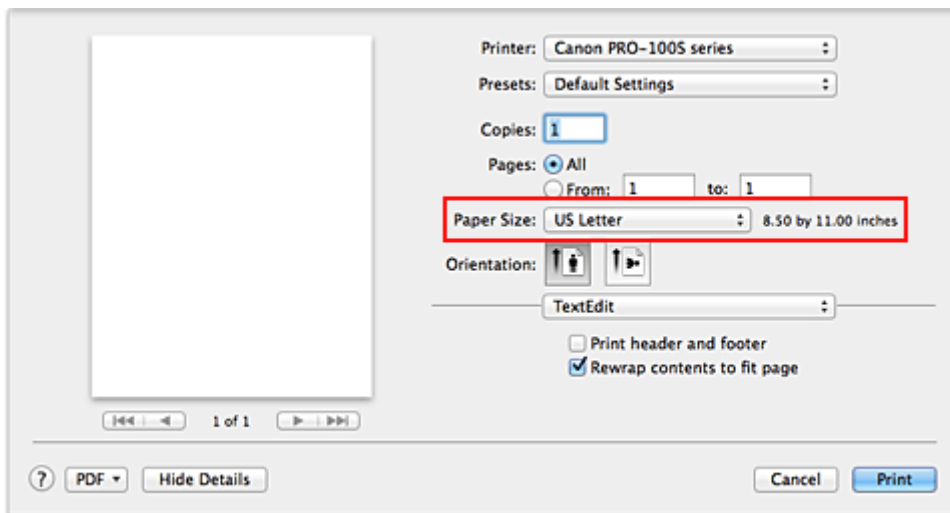 Printer: Canon PRO-100S series
Presets: Default Settings
Copies: 1
Pages: All
From: 1 to: 1
Paper Size: US Letter 8.50 by 11.00 inches
Orientation:
TextEdit
Print header and footer
Rewrap contents to fit page
1 of 1
? PDF Hide Details Cancel Print